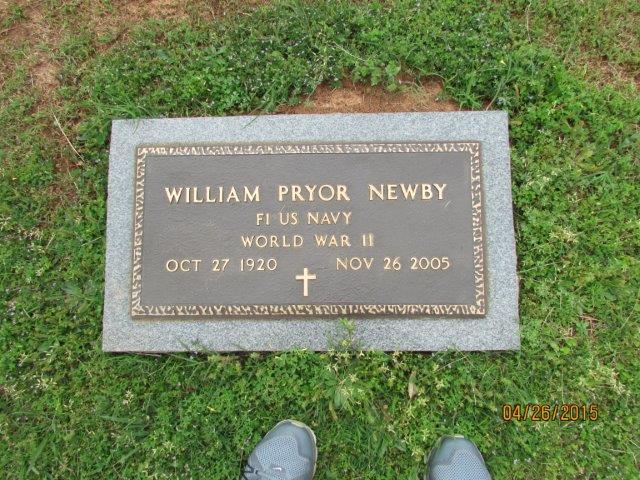 WILLIAM PRYOR NEWBY
F1 US NAVY
WORLD WAR II
OCT 27 1920 NOV 26 2005
04/26/2015